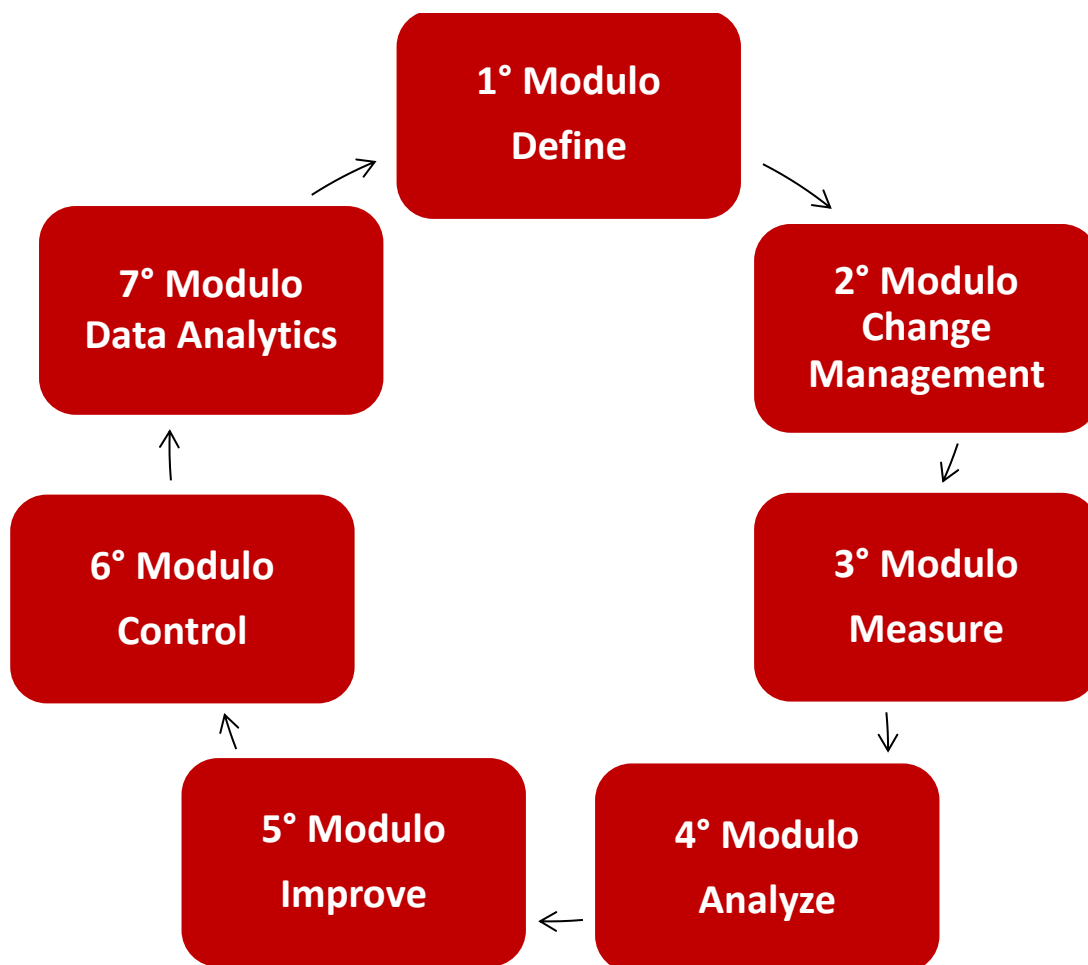 1° Modulo
Define
2° Modulo
Change
Management
3° Modulo
Measure
4° Modulo
Analyze
5° Modulo
Improve
6° Modulo
Control
7° Modulo
Data Analytics